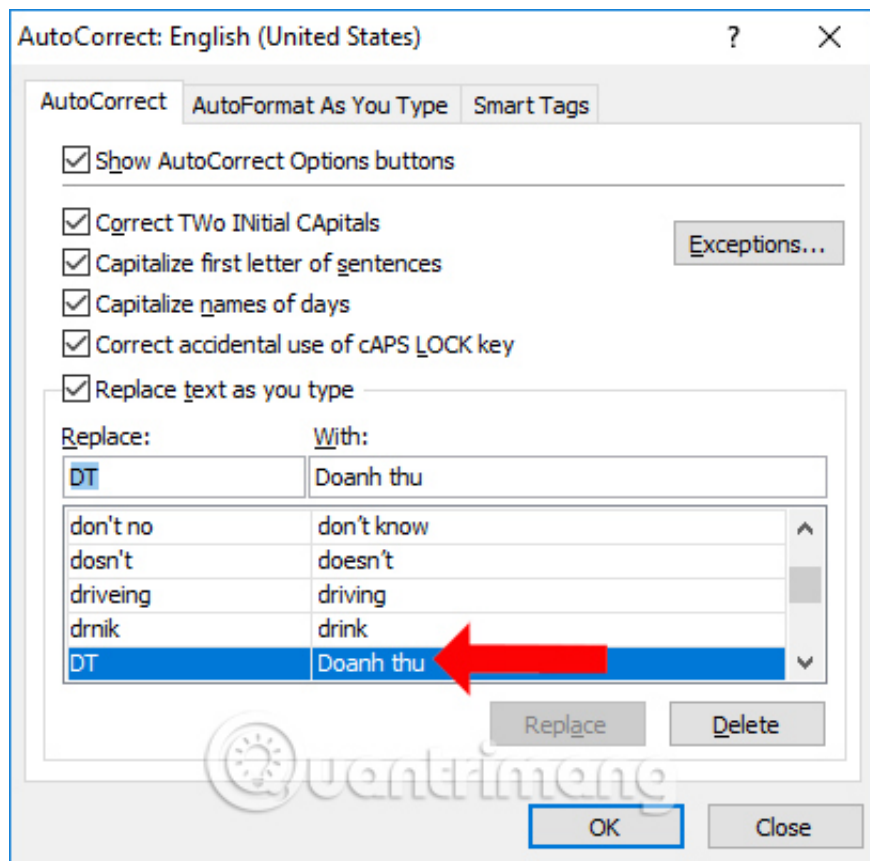 AutoCorrect: English (United States) ?
AutoCorrect AutoFormat As You Type Smart Tags
Show AutoCorrect Options buttons
Correct TWo INitial CApitals
Exceptions...
Capitalize first letter of sentences
Capitalize names of days
Correct accidental use of cAPS LOCK key
Replace text as you type
Replace: With:
DT Doanh thu
don't no don’t know
dosn't doesn’t
driveing driving
drnik drink
DT Doanh thu
Replace Delete
Quantrimang
OK Close